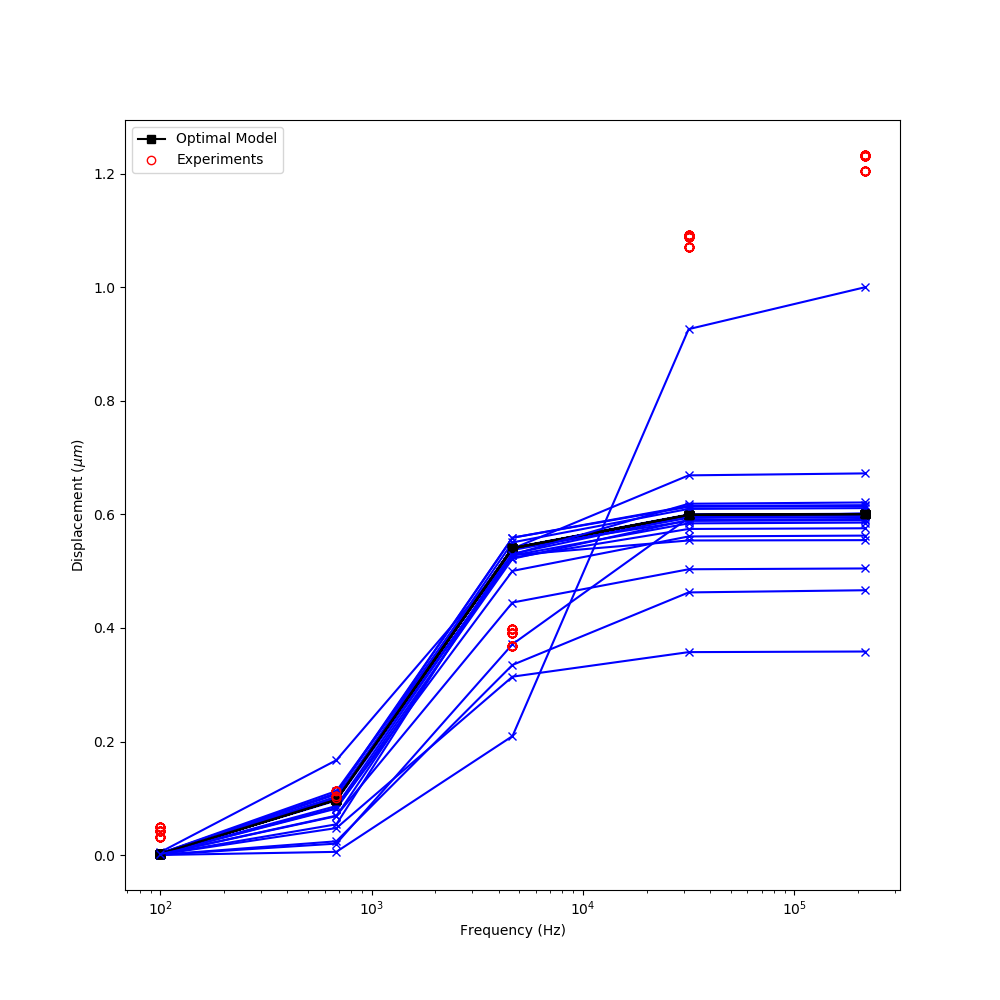 Optimal Model
Experiments
1.2
1.0
0.8
0.6
0.4
0.2
0.0
Displacement (μm)
10² 10³ 10⁴ 10⁵
Frequency (Hz)